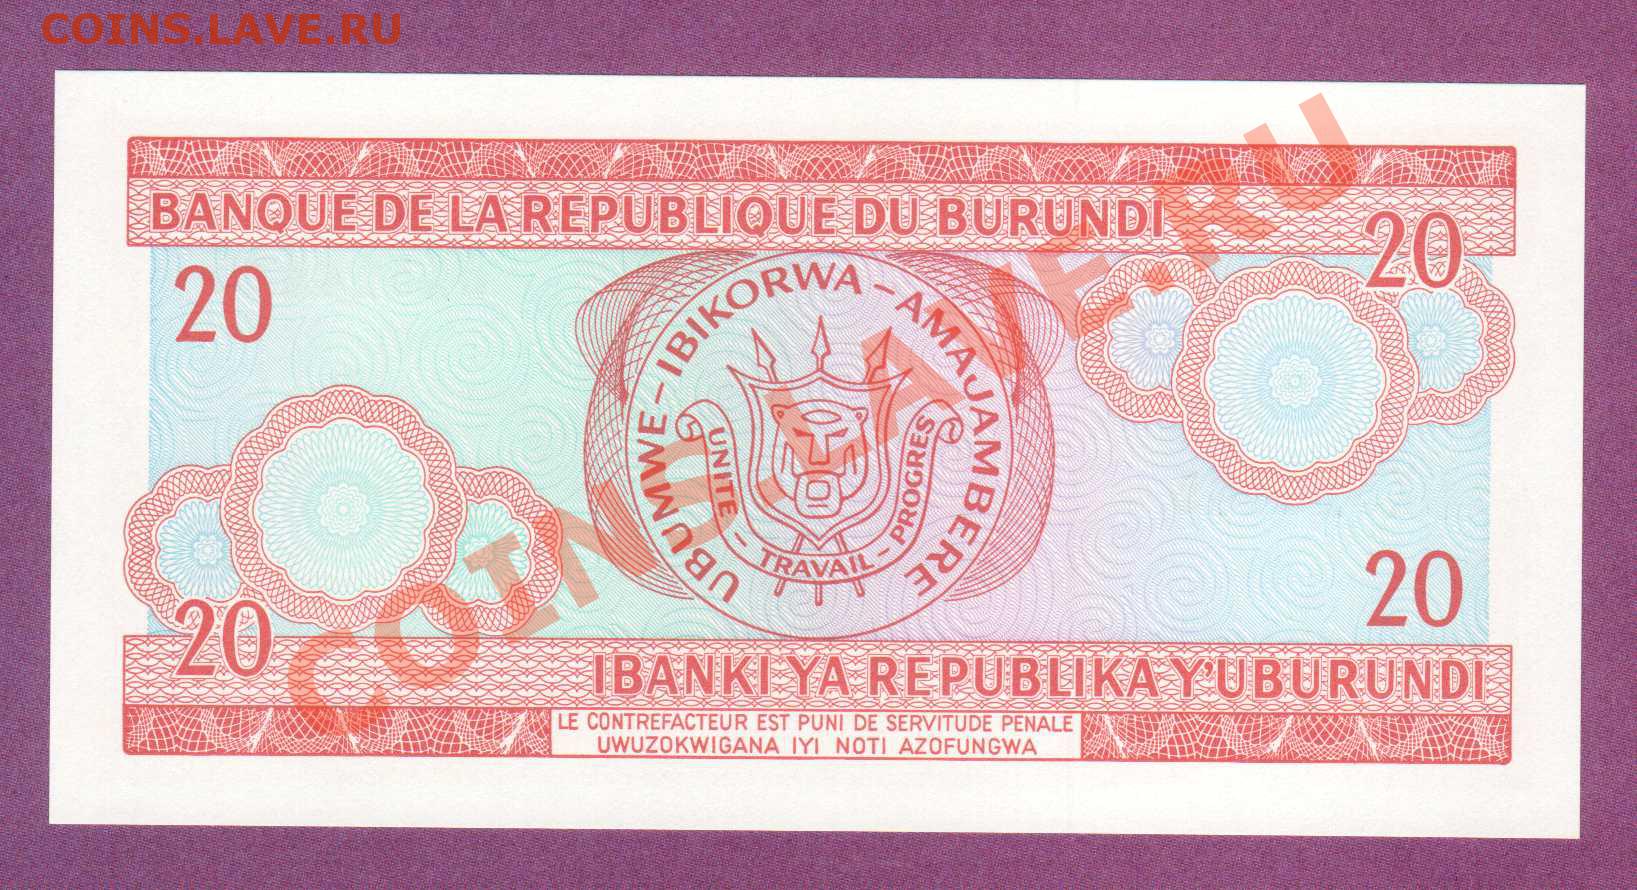 COINS.LAVE.RU
BANQUE DE LA REPUBLIQUE DU BURUNDI
20
20
UBUMWE – IBIKORWA – AMAJAMBERE
UNITE – TRAVAIL – PROGRES
20
20
IBANKI YA REPUBLIKA Y'UBURUNDI
LE CONTREFACTEUR EST PUNI DE SERVITUDE PENALE
UWUZOKWIGANA IYI NOTI AZOFUNGWA
COINS.LAVE.RU